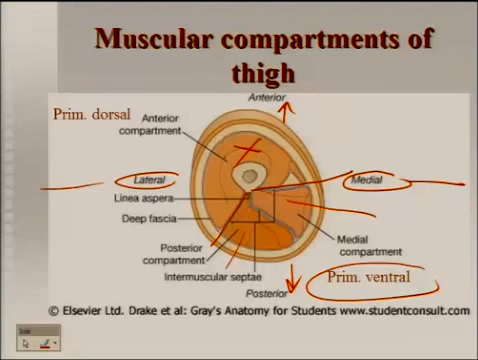 Muscular compartments of
thigh
Anterior
Prim. dorsal
Anterior
compartment
Lateral
Medial
Linea aspera
Deep fascia
Posterior
compartment
Medial
compartment
Intermuscular septae
Posterior
Prim. ventral
© Elsevier Ltd. Drake et al: Gray's Anatomy for Students www.studentconsult.com